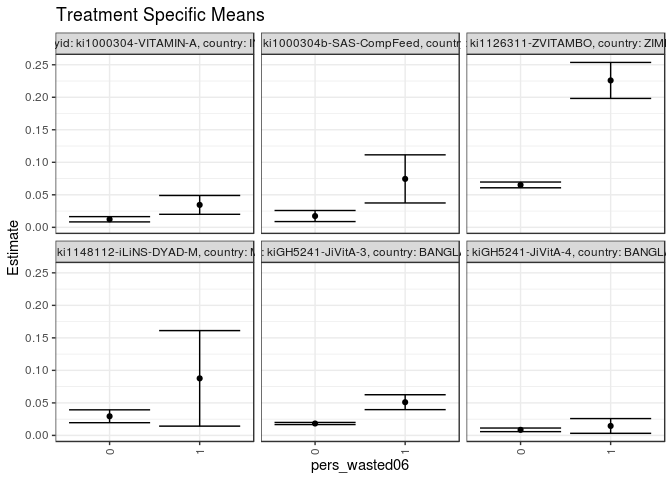 Treatment Specific Means
yid: ki1000304-VITAMIN-A, country: I
ki1000304b-SAS-CompFeed, country
ki1126311-ZVITAMBO, country: ZIM
0.25
0.20
0.15
0.10
0.05
0.00
ki1148112-iLiNS-DYAD-M, country: M
: kiGH5241-JiVitA-3, country: BANGLA
: kiGH5241-JiVitA-4, country: BANGLA
0.25
0.20
0.15
0.10
0.05
0.00
Estimate
0 1 0 1 0 1
pers_wasted06